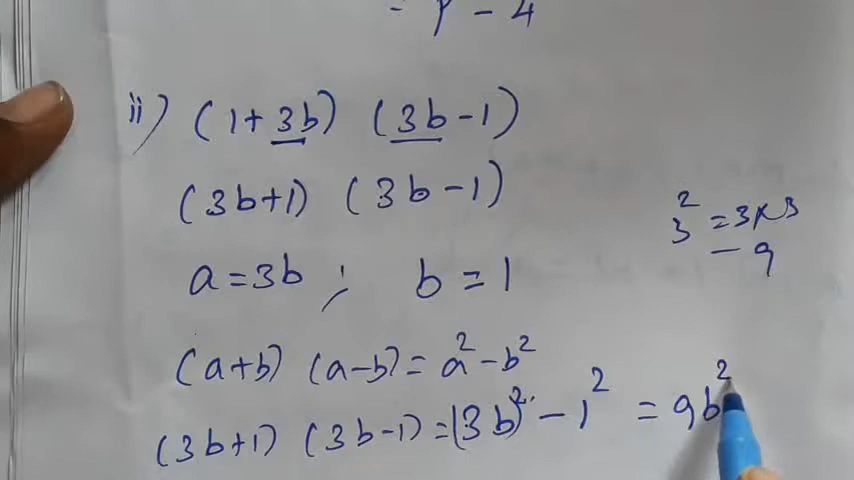 = p - 4
ii) (1+3b) (3b-1)
(3b+1) (3b-1)
3² = 3×3
= 9
a=3b ; b=1
(a+b) (a-b) = a²-b²
(3b+1) (3b-1) = (3b)² - 1² = 9b²